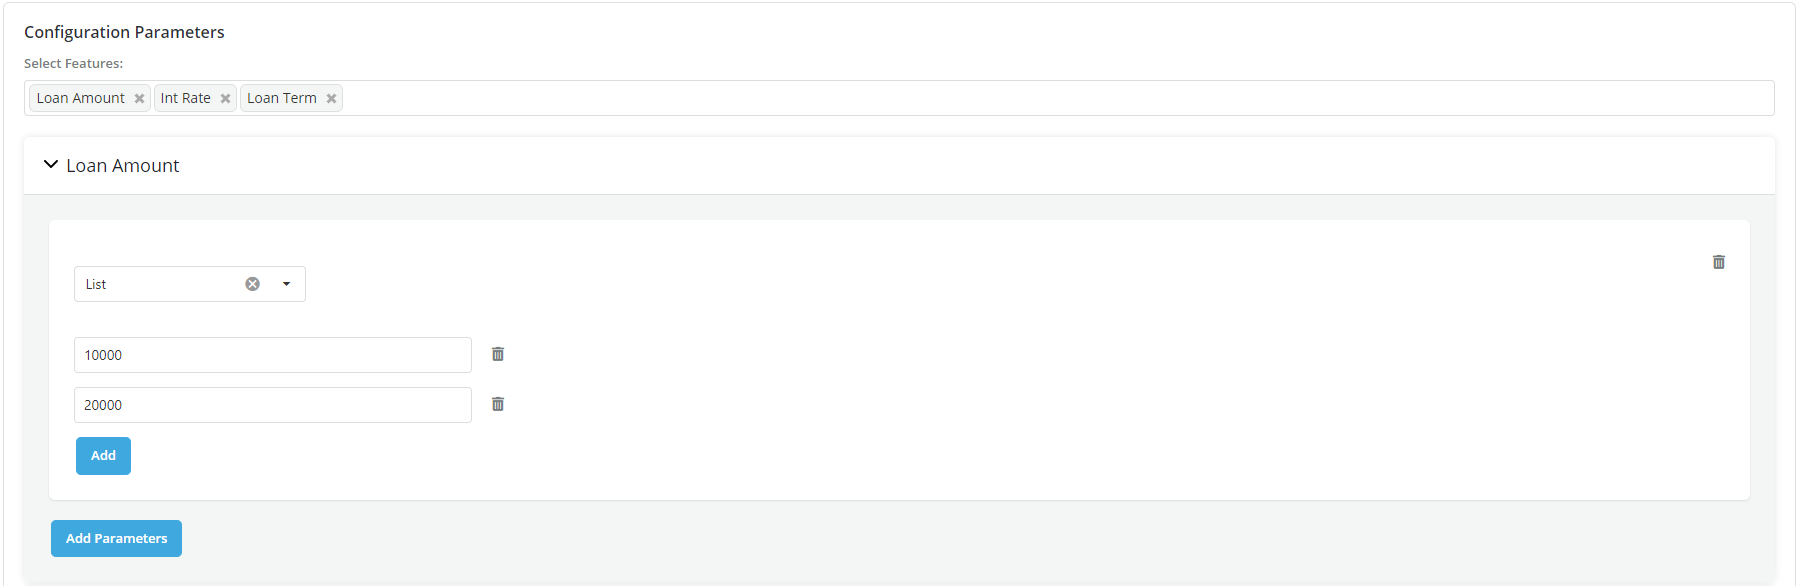 Configuration Parameters
Select Features:
Loan Amount Int Rate Loan Term
Loan Amount
List
10000
20000
Add
Add Parameters